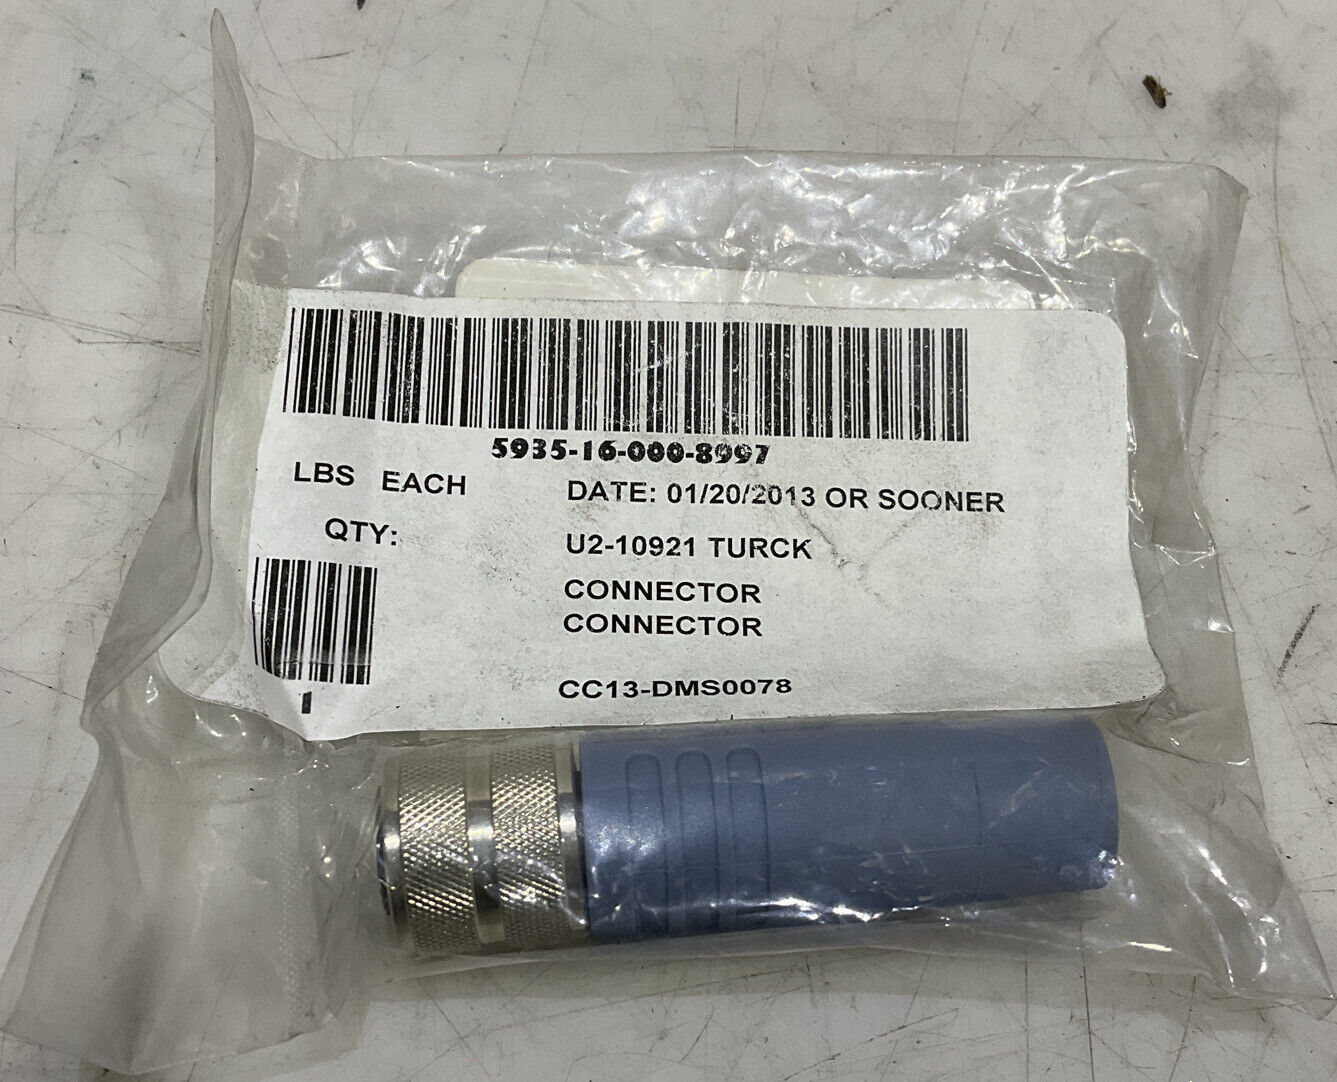 5935-16-000-8997
LBS EACH
DATE: 01/20/2013 OR SOONER
QTY:
U2-10921 TURCK
CONNECTOR
CONNECTOR
1
CC13-DMS0078